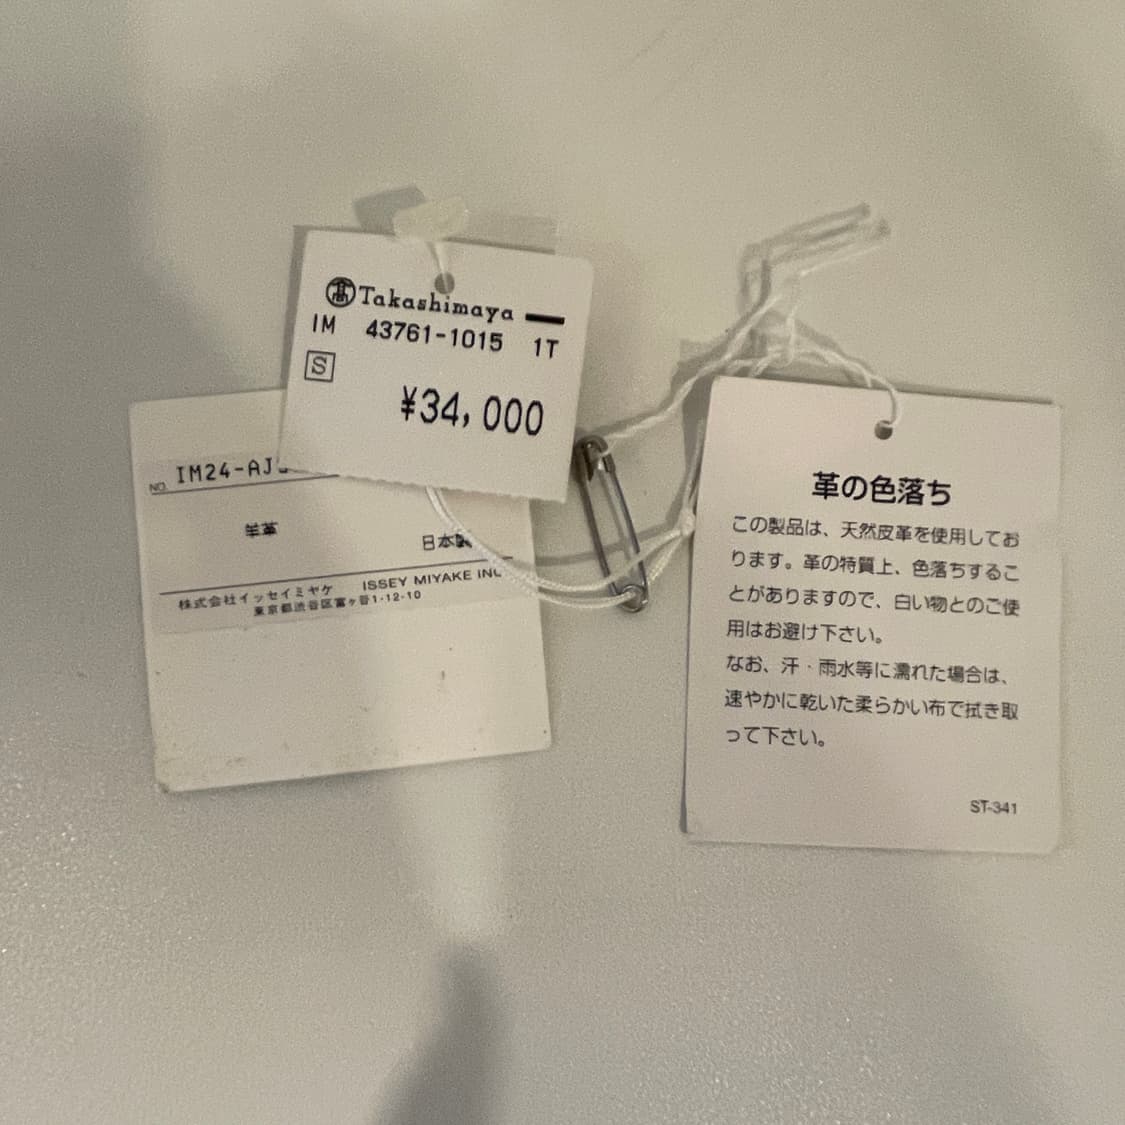 髙 Takashimaya
IM 43761-1015 1T
S
¥34,000
NO. IM24-AJ
羊革
日本製
ISSEY MIYAKE INC
株式会社イッセイミヤケ
東京都渋谷区富ヶ谷1-12-10
革の色落ち
この製品は、天然皮革を使用してお
ります。革の特質上、色落ちするこ
とがありますので、白い物とのご使
用はお避け下さい。
なお、汗・雨水等に濡れた場合は、
速やかに乾いた柔らかい布で拭き取
って下さい。
ST-341